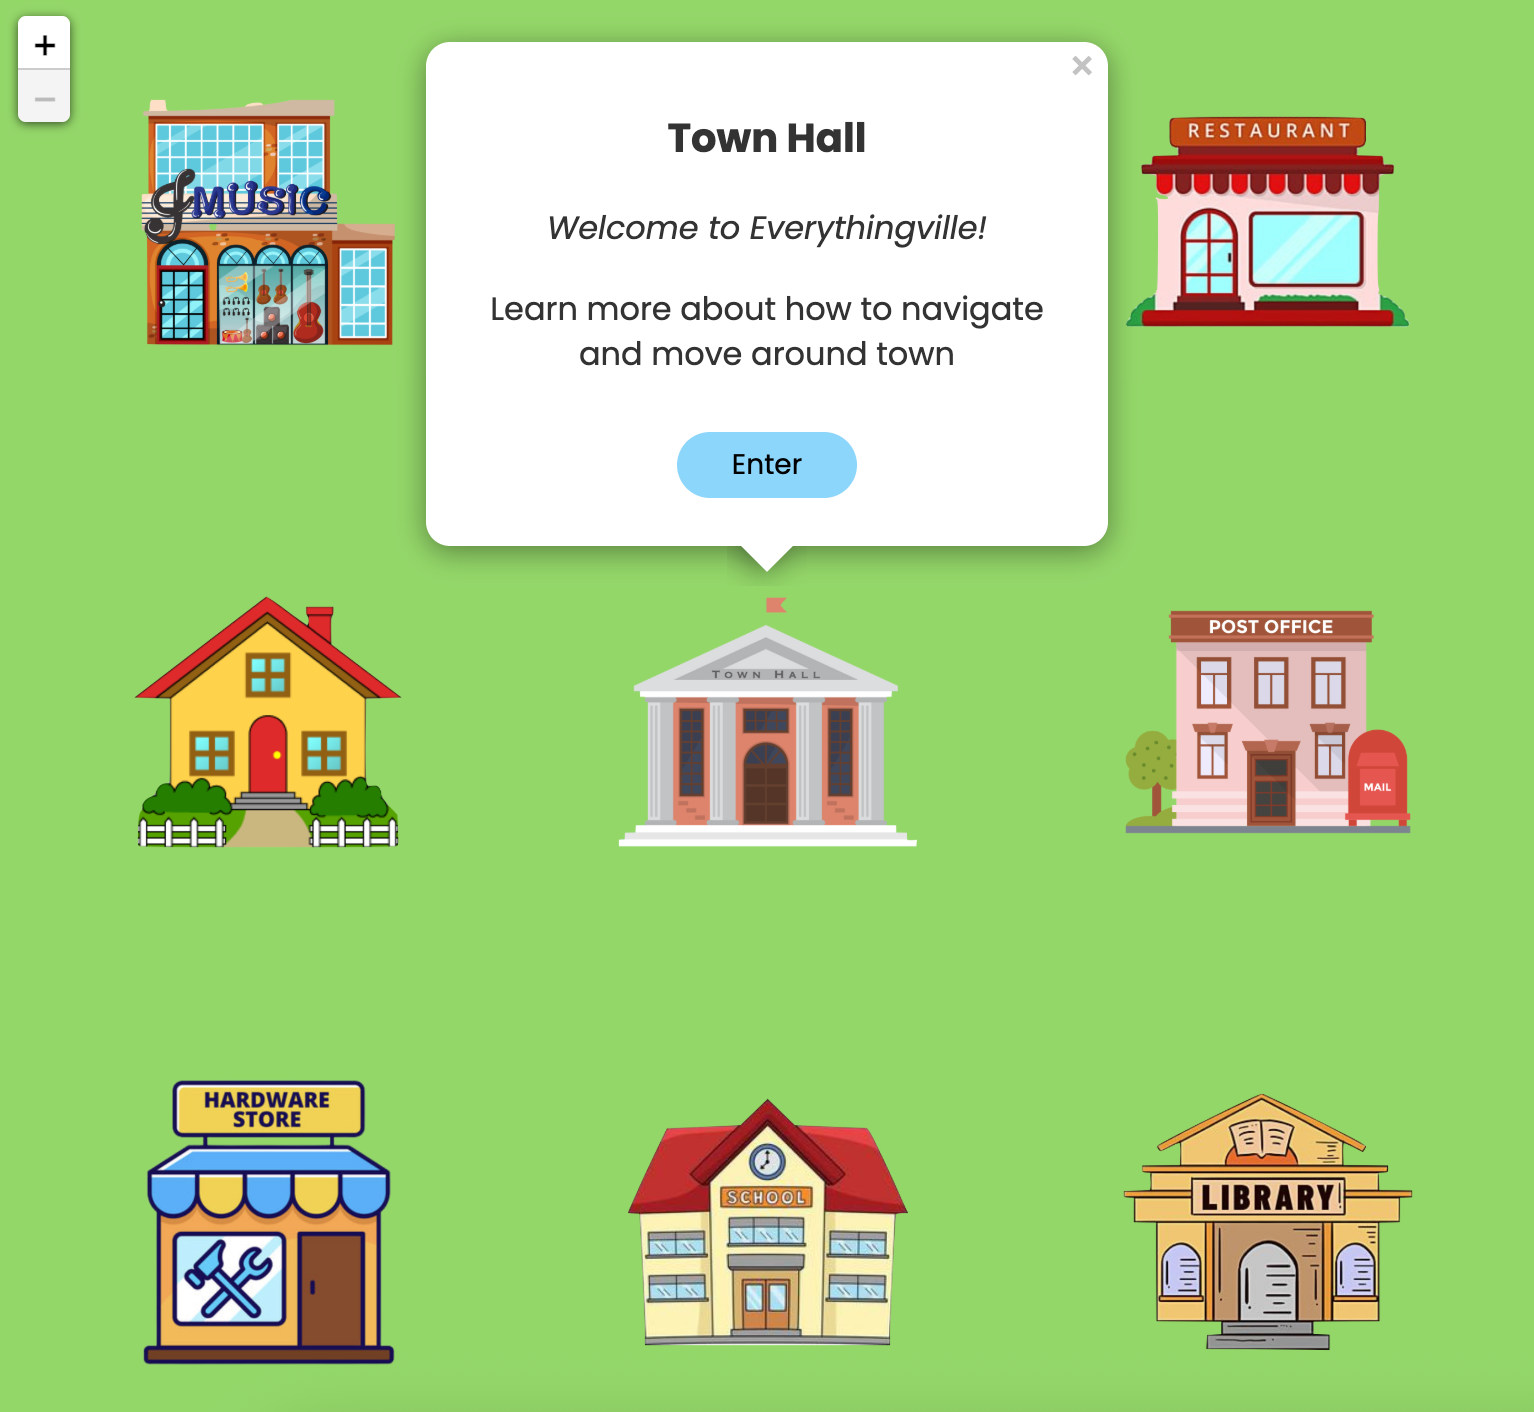 +
−
×
Town Hall
Welcome to Everythingville!
Learn more about how to navigate
and move around town
Enter
MUSIC
RESTAURANT
TOWN HALL
POST OFFICE
MAIL
HARDWARE
STORE
SCHOOL
LIBRARY